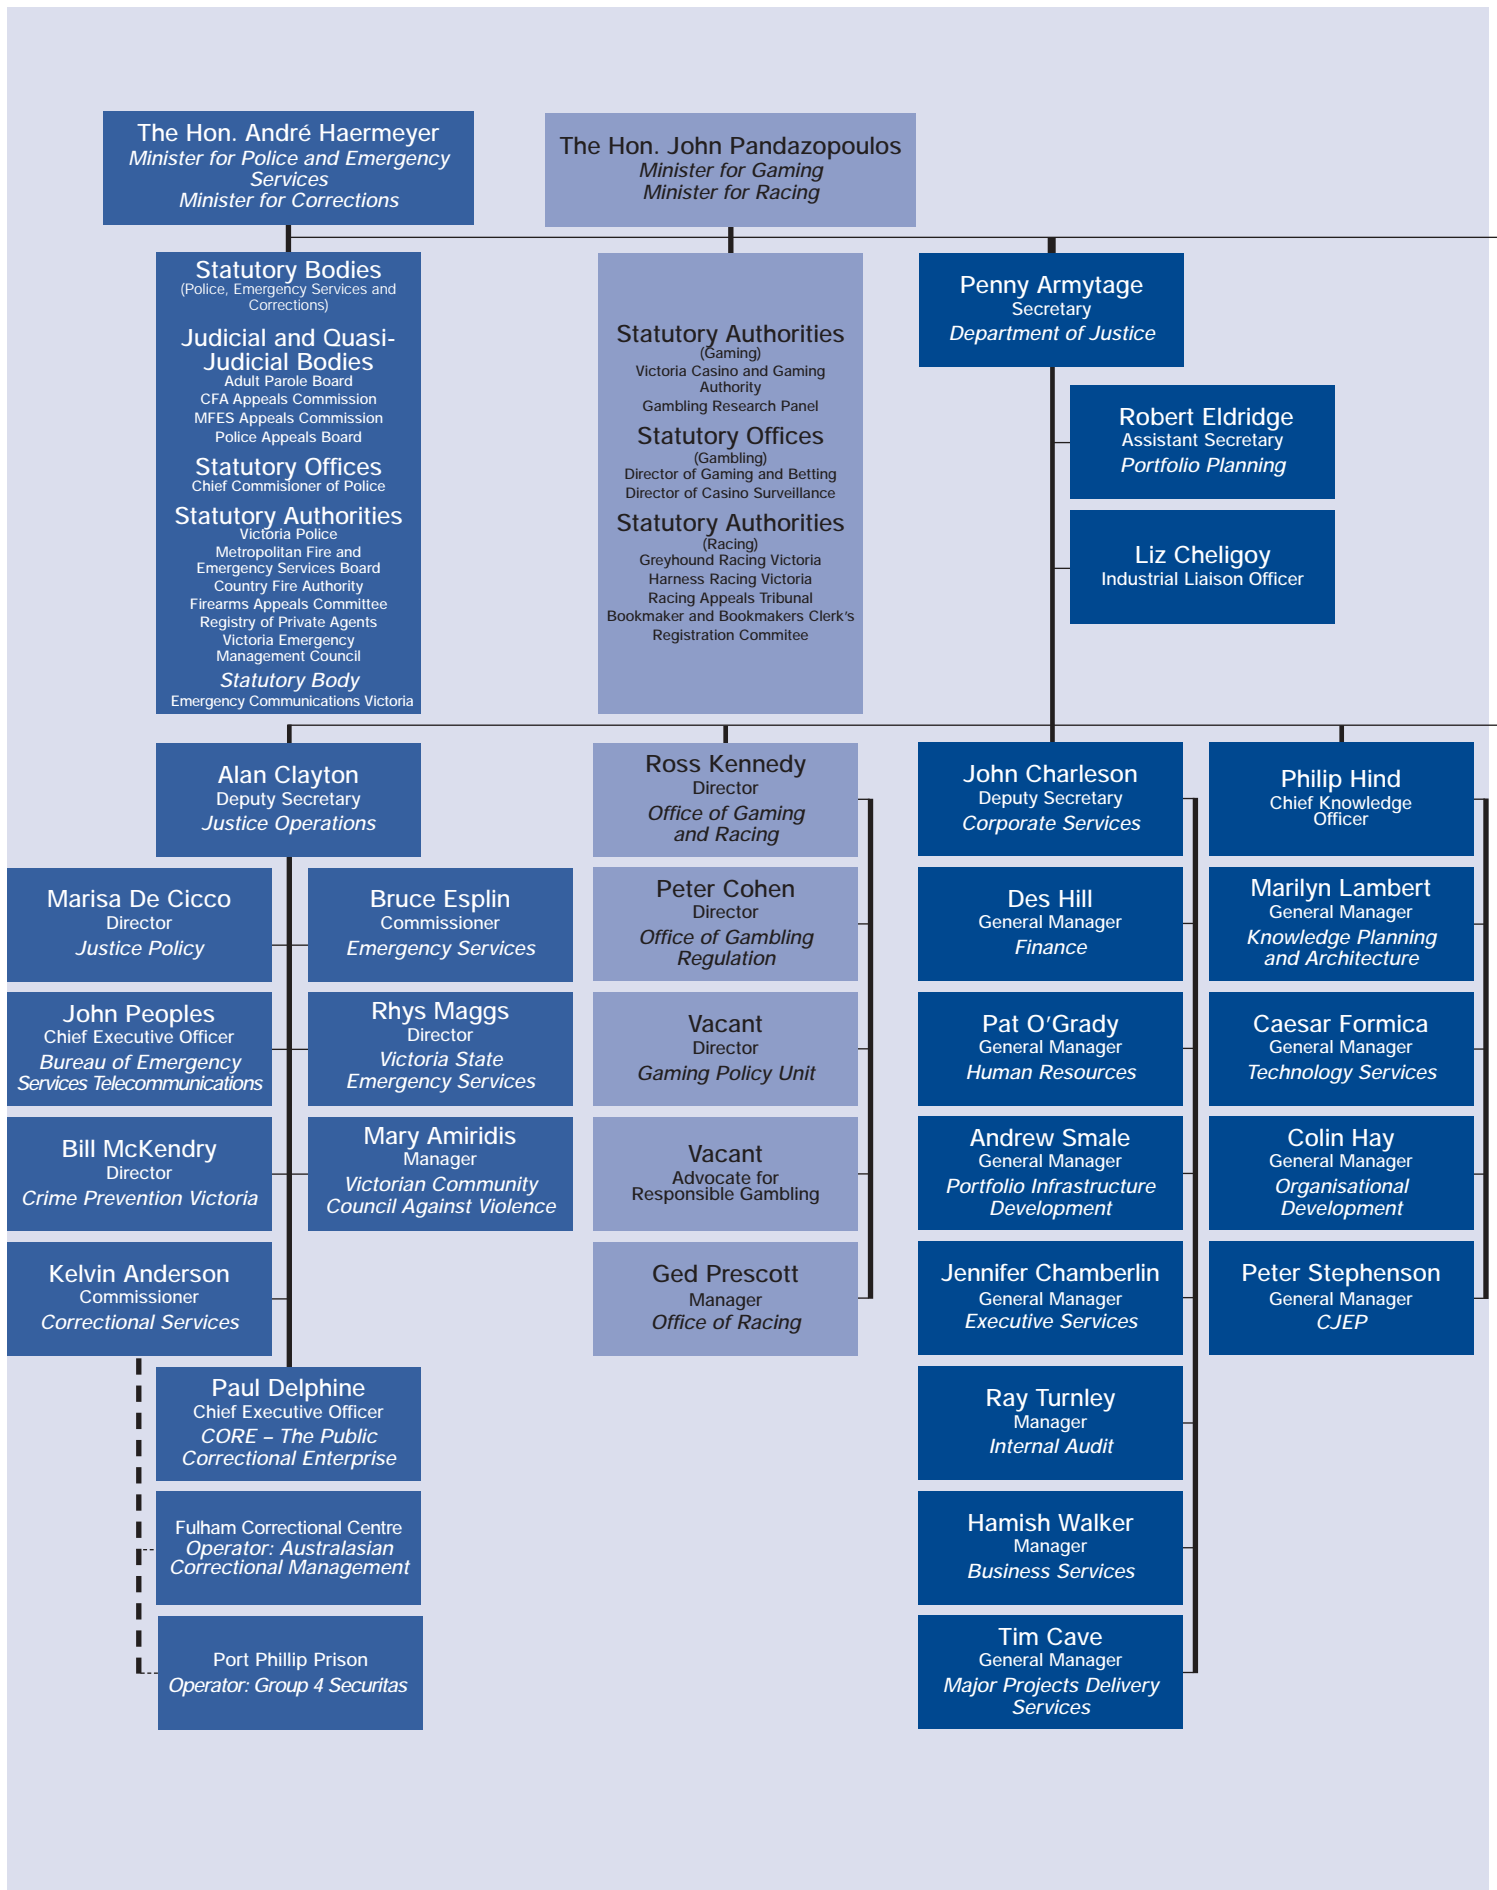 The Hon. André Haermeyer
Minister for Police and Emergency
Services
Minister for Corrections
The Hon. John Pandazopoulos
Minister for Gaming
Minister for Racing
Statutory Bodies
(Police, Emergency Services and
Corrections)
Judicial and Quasi-
Judicial Bodies
Adult Parole Board
CFA Appeals Commission
MFES Appeals Commission
Police Appeals Board
Statutory Offices
Chief Commisioner of Police
Statutory Authorities
Victoria Police
Metropolitan Fire and
Emergency Services Board
Country Fire Authority
Firearms Appeals Committee
Registry of Private Agents
Victoria Emergency
Management Council
Statutory Body
Emergency Communications Victoria
Statutory Authorities
(Gaming)
Victoria Casino and Gaming
Authority
Gambling Research Panel
Statutory Offices
(Gambling)
Director of Gaming and Betting
Director of Casino Surveillance
Statutory Authorities
(Racing)
Greyhound Racing Victoria
Harness Racing Victoria
Racing Appeals Tribunal
Bookmaker and Bookmakers Clerk's
Registration Commitee
Penny Armytage
Secretary
Department of Justice
Robert Eldridge
Assistant Secretary
Portfolio Planning
Liz Cheligoy
Industrial Liaison Officer
Alan Clayton
Deputy Secretary
Justice Operations
Marisa De Cicco
Director
Justice Policy
Bruce Esplin
Commissioner
Emergency Services
John Peoples
Chief Executive Officer
Bureau of Emergency
Services Telecommunications
Rhys Maggs
Director
Victoria State
Emergency Services
Bill McKendry
Director
Crime Prevention Victoria
Mary Amiridis
Manager
Victorian Community
Council Against Violence
Kelvin Anderson
Commissioner
Correctional Services
Paul Delphine
Chief Executive Officer
CORE – The Public
Correctional Enterprise
Fulham Correctional Centre
Operator: Australasian
Correctional Management
Port Phillip Prison
Operator: Group 4 Securitas
Ross Kennedy
Director
Office of Gaming
and Racing
Peter Cohen
Director
Office of Gambling
Regulation
Vacant
Director
Gaming Policy Unit
Vacant
Advocate for
Responsible Gambling
Ged Prescott
Manager
Office of Racing
John Charleson
Deputy Secretary
Corporate Services
Des Hill
General Manager
Finance
Pat O'Grady
General Manager
Human Resources
Andrew Smale
General Manager
Portfolio Infrastructure
Development
Jennifer Chamberlin
General Manager
Executive Services
Ray Turnley
Manager
Internal Audit
Hamish Walker
Manager
Business Services
Tim Cave
General Manager
Major Projects Delivery
Services
Philip Hind
Chief Knowledge
Officer
Marilyn Lambert
General Manager
Knowledge Planning
and Architecture
Caesar Formica
General Manager
Technology Services
Colin Hay
General Manager
Organisational
Development
Peter Stephenson
General Manager
CJEP